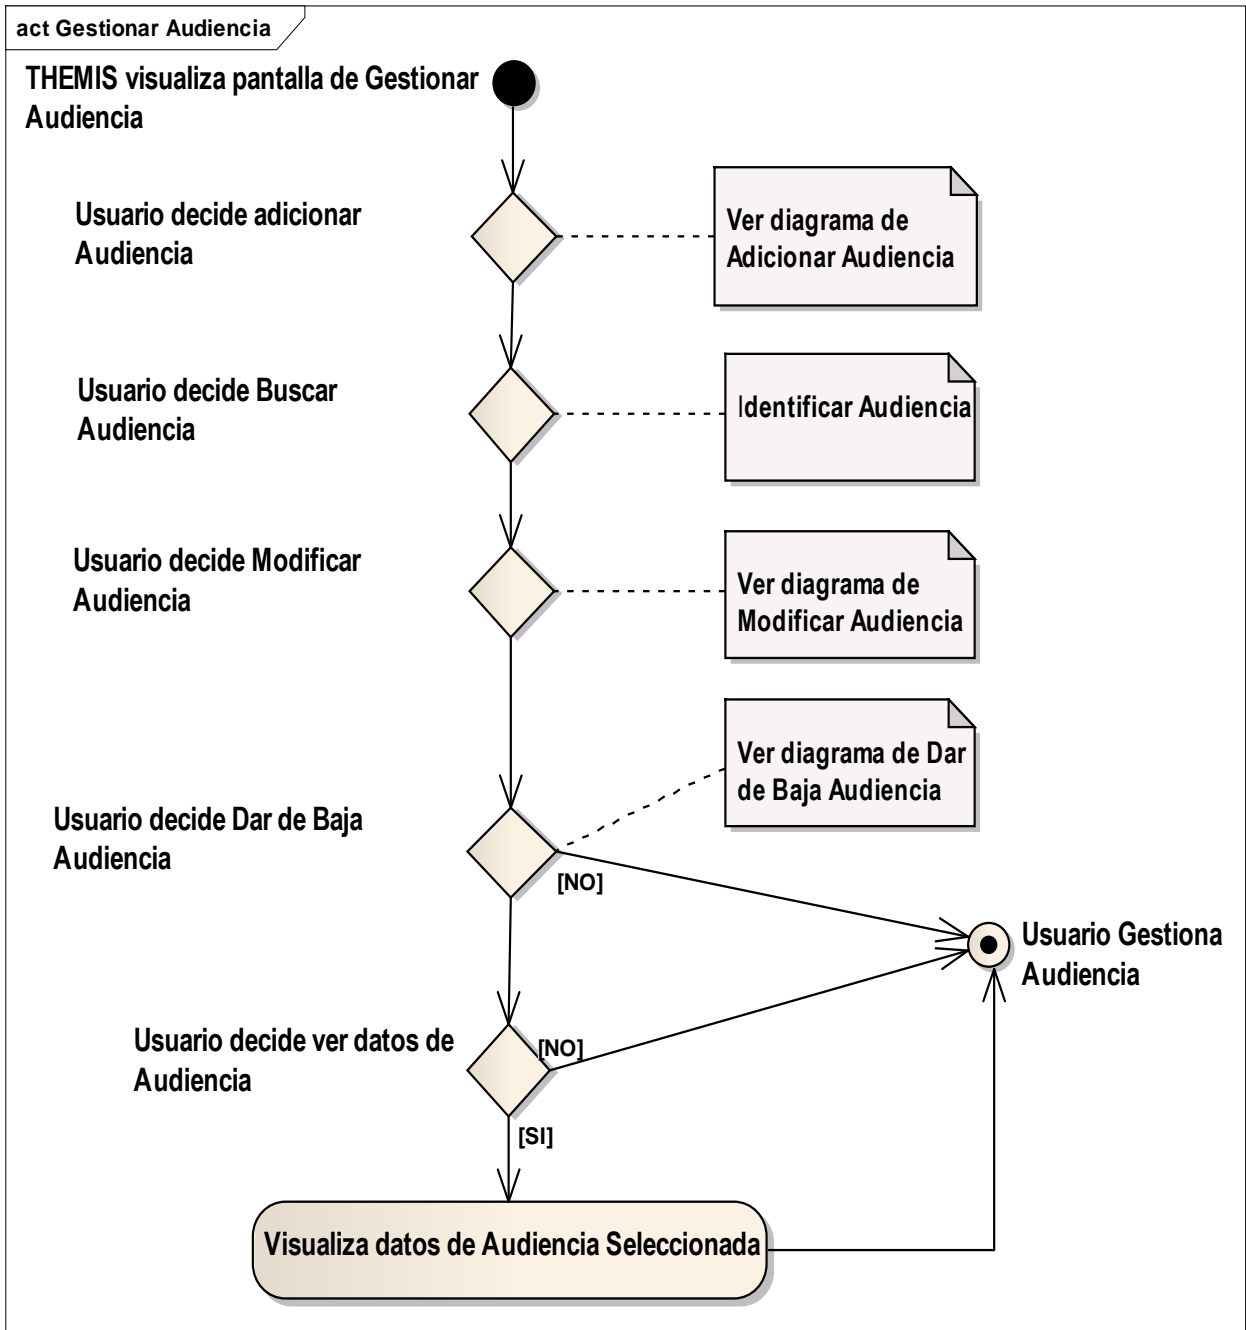 act Gestionar Audiencia
THEMIS visualiza pantalla de Gestionar
Audiencia
Usuario decide adicionar
Audiencia
Ver diagrama de
Adicionar Audiencia
Usuario decide Buscar
Audiencia
Identificar Audiencia
Usuario decide Modificar
Audiencia
Ver diagrama de
Modificar Audiencia
Ver diagrama de Dar
de Baja Audiencia
Usuario decide Dar de Baja
Audiencia
[NO]
Usuario Gestiona
Audiencia
Usuario decide ver datos de
Audiencia
[NO]
[SI]
Visualiza datos de Audiencia Seleccionada